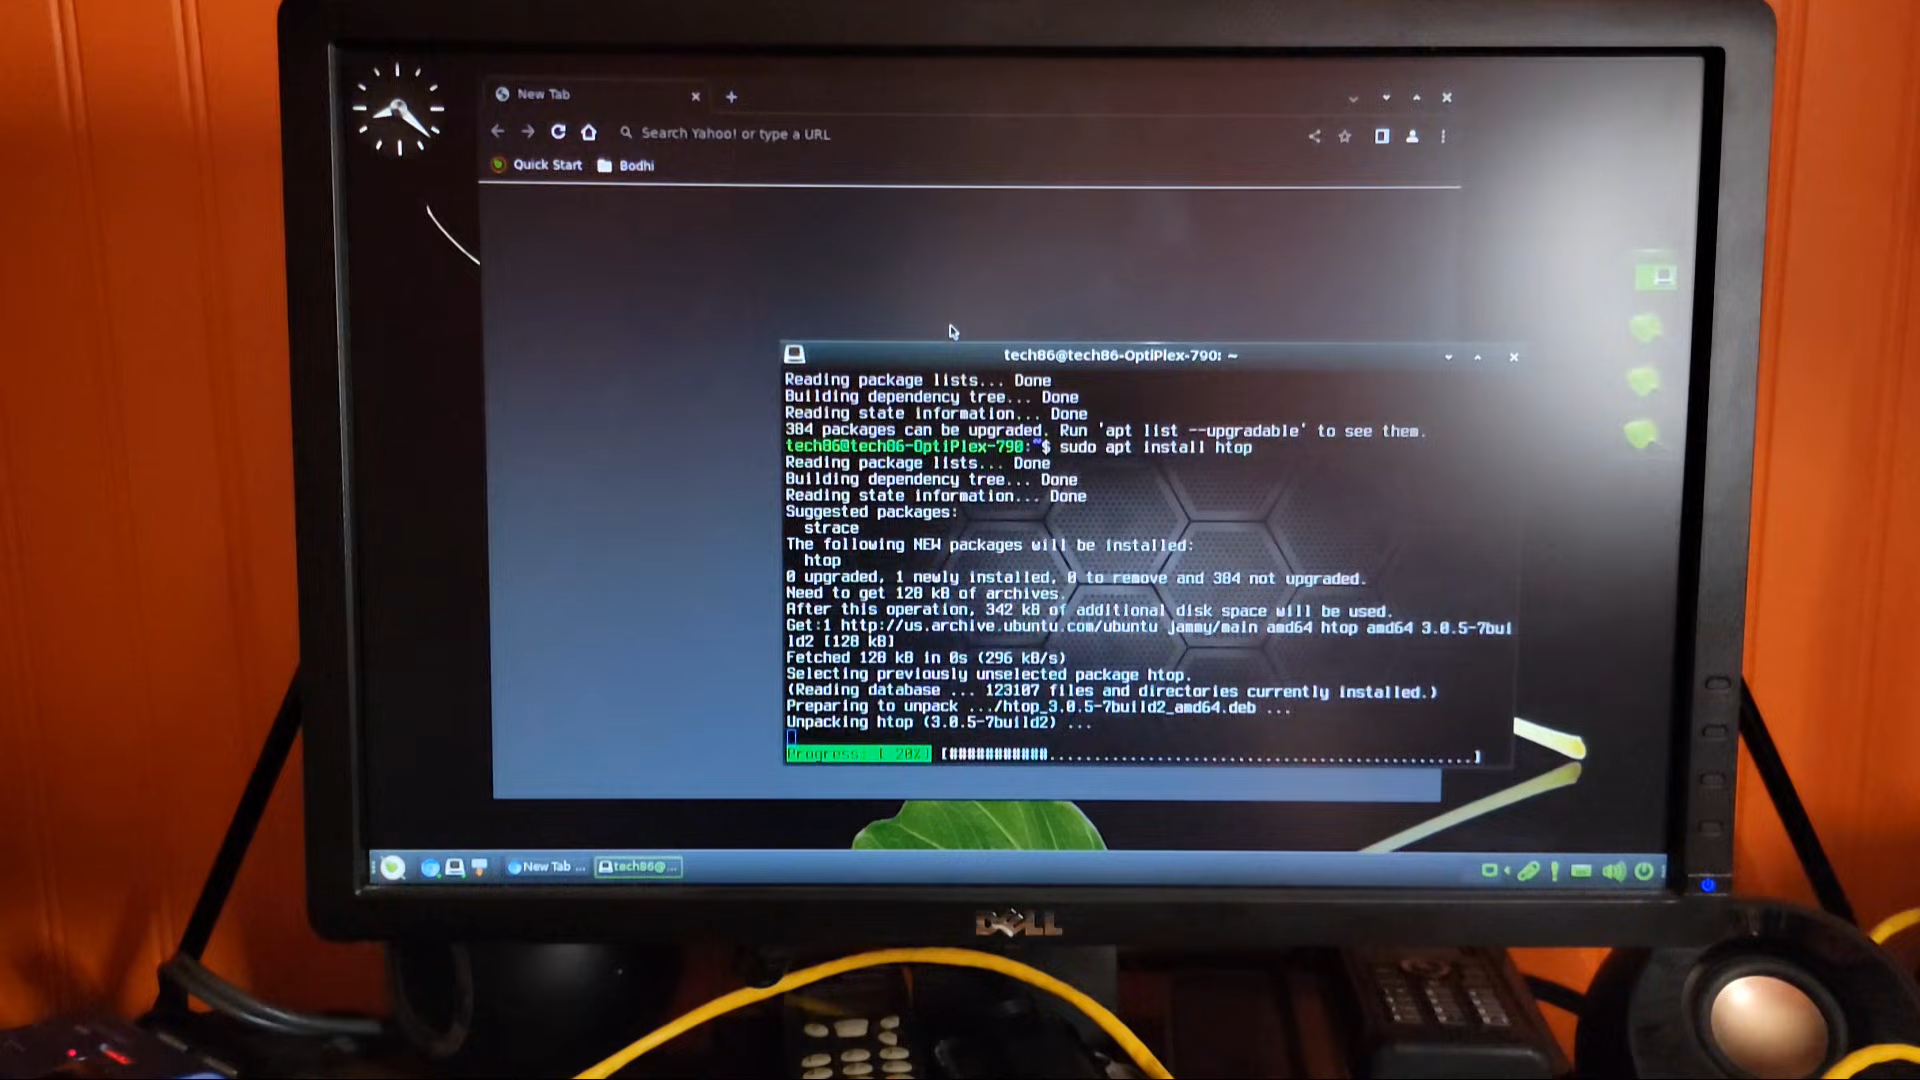 New Tab
Search Yahoo! or type a URL
Quick Start Bodhi
tech86@tech86-OptiPlex-790: ~
Reading package lists... Done
Building dependency tree... Done
Reading state information... Done
384 packages can be upgraded. Run 'apt list --upgradable' to see them.
tech86@tech86-OptiPlex-790:~$ sudo apt install htop
Reading package lists... Done
Building dependency tree... Done
Reading state information... Done
Suggested packages:
strace
The following NEW packages will be installed:
htop
0 upgraded, 1 newly installed, 0 to remove and 384 not upgraded.
Need to get 128 kB of archives.
After this operation, 342 kB of additional disk space will be used.
Get:1 http://us.archive.ubuntu.com/ubuntu jammy/main amd64 htop amd64 3.0.5-7bui
ld2 [128 kB]
Fetched 128 kB in 0s (296 kB/s)
Selecting previously unselected package htop.
(Reading database ... 123107 files and directories currently installed.)
Preparing to unpack .../htop_3.0.5-7build2_amd64.deb ...
Unpacking htop (3.0.5-7build2) ...
Progress: [ 20%] [###########..............................................]
New Tab ... tech86@...
DELL